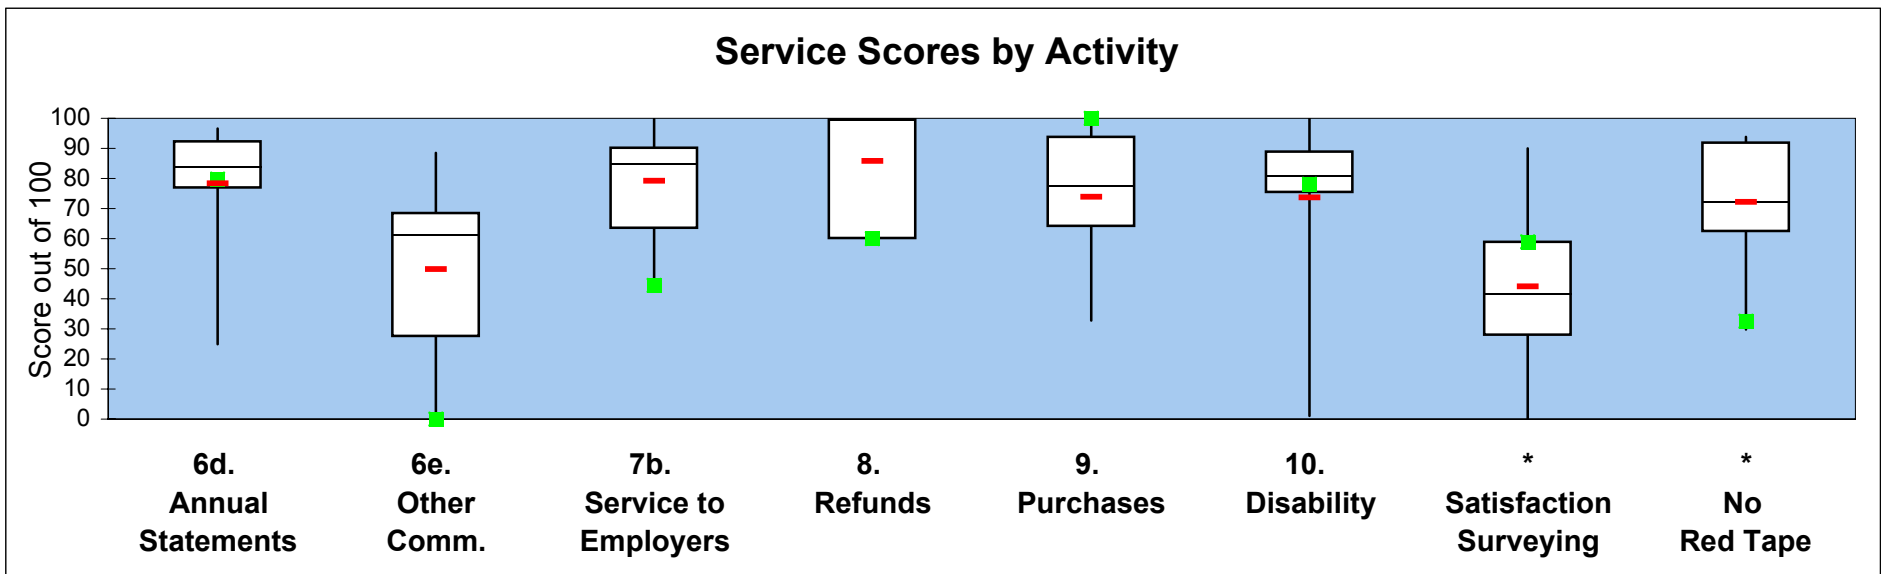 Service Scores by Activity
Score out of 100
100
90
80
70
60
50
40
30
20
10
0
6d.
Annual
Statements
6e.
Other
Comm.
7b.
Service to
Employers
8.
Refunds
9.
Purchases
10.
Disability
*
Satisfaction
Surveying
*
No
Red Tape